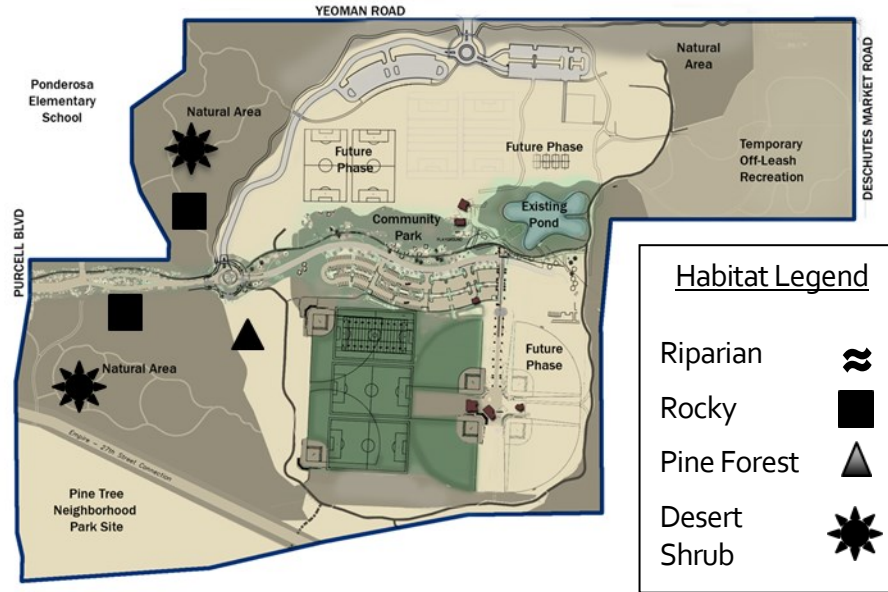 YEOMAN ROAD
Ponderosa
Elementary
School
Natural Area
Natural
Area
DESCHUTES MARKET ROAD
Future
Phase
Future Phase
Temporary
Off-Leash
Recreation
Existing
Pond
Community
Park
PLAYGROUND
PURCELL BLVD
Natural Area
Future
Phase
Empire - 27th Street Connection
Pine Tree
Neighborhood
Park Site
Habitat Legend
Riparian
Rocky
Pine Forest
Desert
Shrub